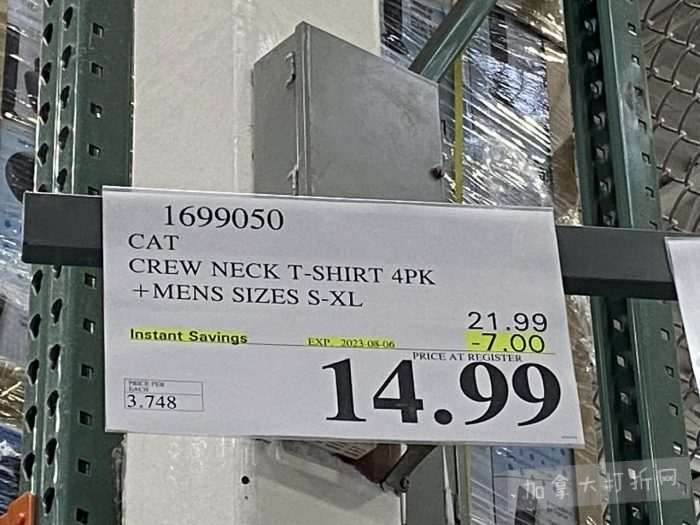 1699050
CAT
CREW NECK T-SHIRT 4PK
+MENS SIZES S-XL
21.99
Instant Savings EXP. 2023-08-06 -7.00
PRICE AT REGISTER
14.99
PRICE PER
EACH
3.748
加拿大打折网